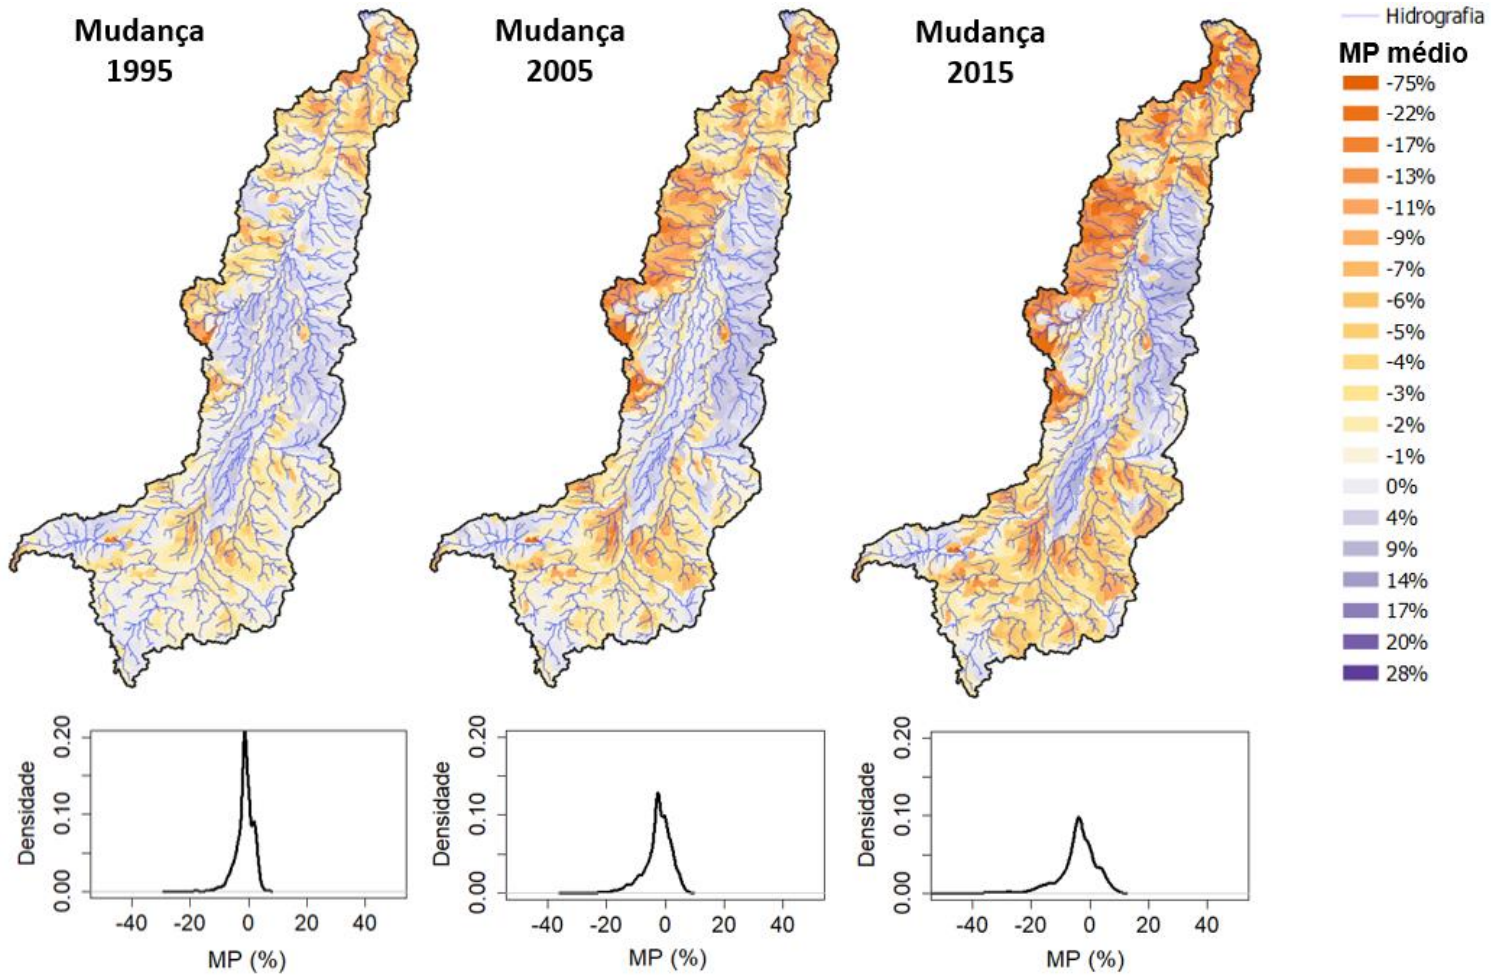 Mudança
1995
Mudança
2005
Mudança
2015
Hidrografia
MP médio
-75%
-22%
-17%
-13%
-11%
-9%
-7%
-6%
-5%
-4%
-3%
-2%
-1%
0%
4%
9%
14%
17%
20%
28%
Densidade
0.20
0.10
0.00
-40 -20 0 20 40
MP (%)
Densidade
0.20
0.10
0.00
-40 -20 0 20 40
MP (%)
Densidade
0.20
0.10
0.00
-40 -20 0 20 40
MP (%)